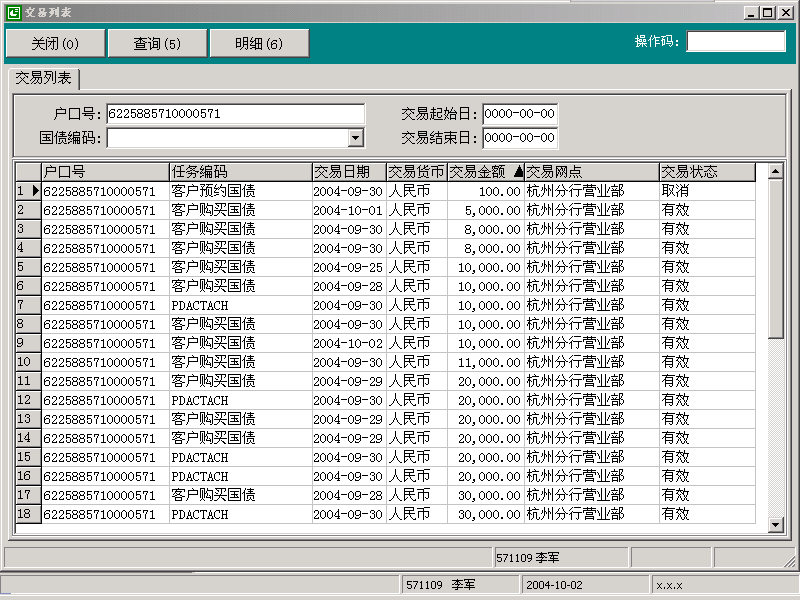 交易列表
关闭(0) 查询(5) 明细(6) 操作码:
交易列表
户口号: 6225885710000571 交易起始日: 0000-00-00
国债编码: 交易结束日: 0000-00-00
户口号 任务编码 交易日期 交易货币 交易金额 ▲ 交易网点 交易状态
1 6225885710000571 客户预约国债 2004-09-30 人民币 100.00 杭州分行营业部 取消
2 6225885710000571 客户购买国债 2004-10-01 人民币 5,000.00 杭州分行营业部 有效
3 6225885710000571 客户购买国债 2004-09-30 人民币 8,000.00 杭州分行营业部 有效
4 6225885710000571 客户购买国债 2004-09-30 人民币 8,000.00 杭州分行营业部 有效
5 6225885710000571 客户购买国债 2004-09-25 人民币 10,000.00 杭州分行营业部 有效
6 6225885710000571 客户购买国债 2004-09-28 人民币 10,000.00 杭州分行营业部 有效
7 6225885710000571 PDACTACH 2004-09-30 人民币 10,000.00 杭州分行营业部 有效
8 6225885710000571 客户购买国债 2004-09-30 人民币 10,000.00 杭州分行营业部 有效
9 6225885710000571 客户购买国债 2004-10-02 人民币 10,000.00 杭州分行营业部 有效
10 6225885710000571 客户购买国债 2004-09-30 人民币 11,000.00 杭州分行营业部 有效
11 6225885710000571 客户购买国债 2004-09-29 人民币 20,000.00 杭州分行营业部 有效
12 6225885710000571 PDACTACH 2004-09-30 人民币 20,000.00 杭州分行营业部 有效
13 6225885710000571 客户购买国债 2004-09-29 人民币 20,000.00 杭州分行营业部 有效
14 6225885710000571 客户购买国债 2004-09-29 人民币 20,000.00 杭州分行营业部 有效
15 6225885710000571 PDACTACH 2004-09-30 人民币 20,000.00 杭州分行营业部 有效
16 6225885710000571 PDACTACH 2004-09-30 人民币 20,000.00 杭州分行营业部 有效
17 6225885710000571 客户购买国债 2004-09-28 人民币 30,000.00 杭州分行营业部 有效
18 6225885710000571 PDACTACH 2004-09-30 人民币 30,000.00 杭州分行营业部 有效
571109 李军
571109 李军 2004-10-02 x.x.x